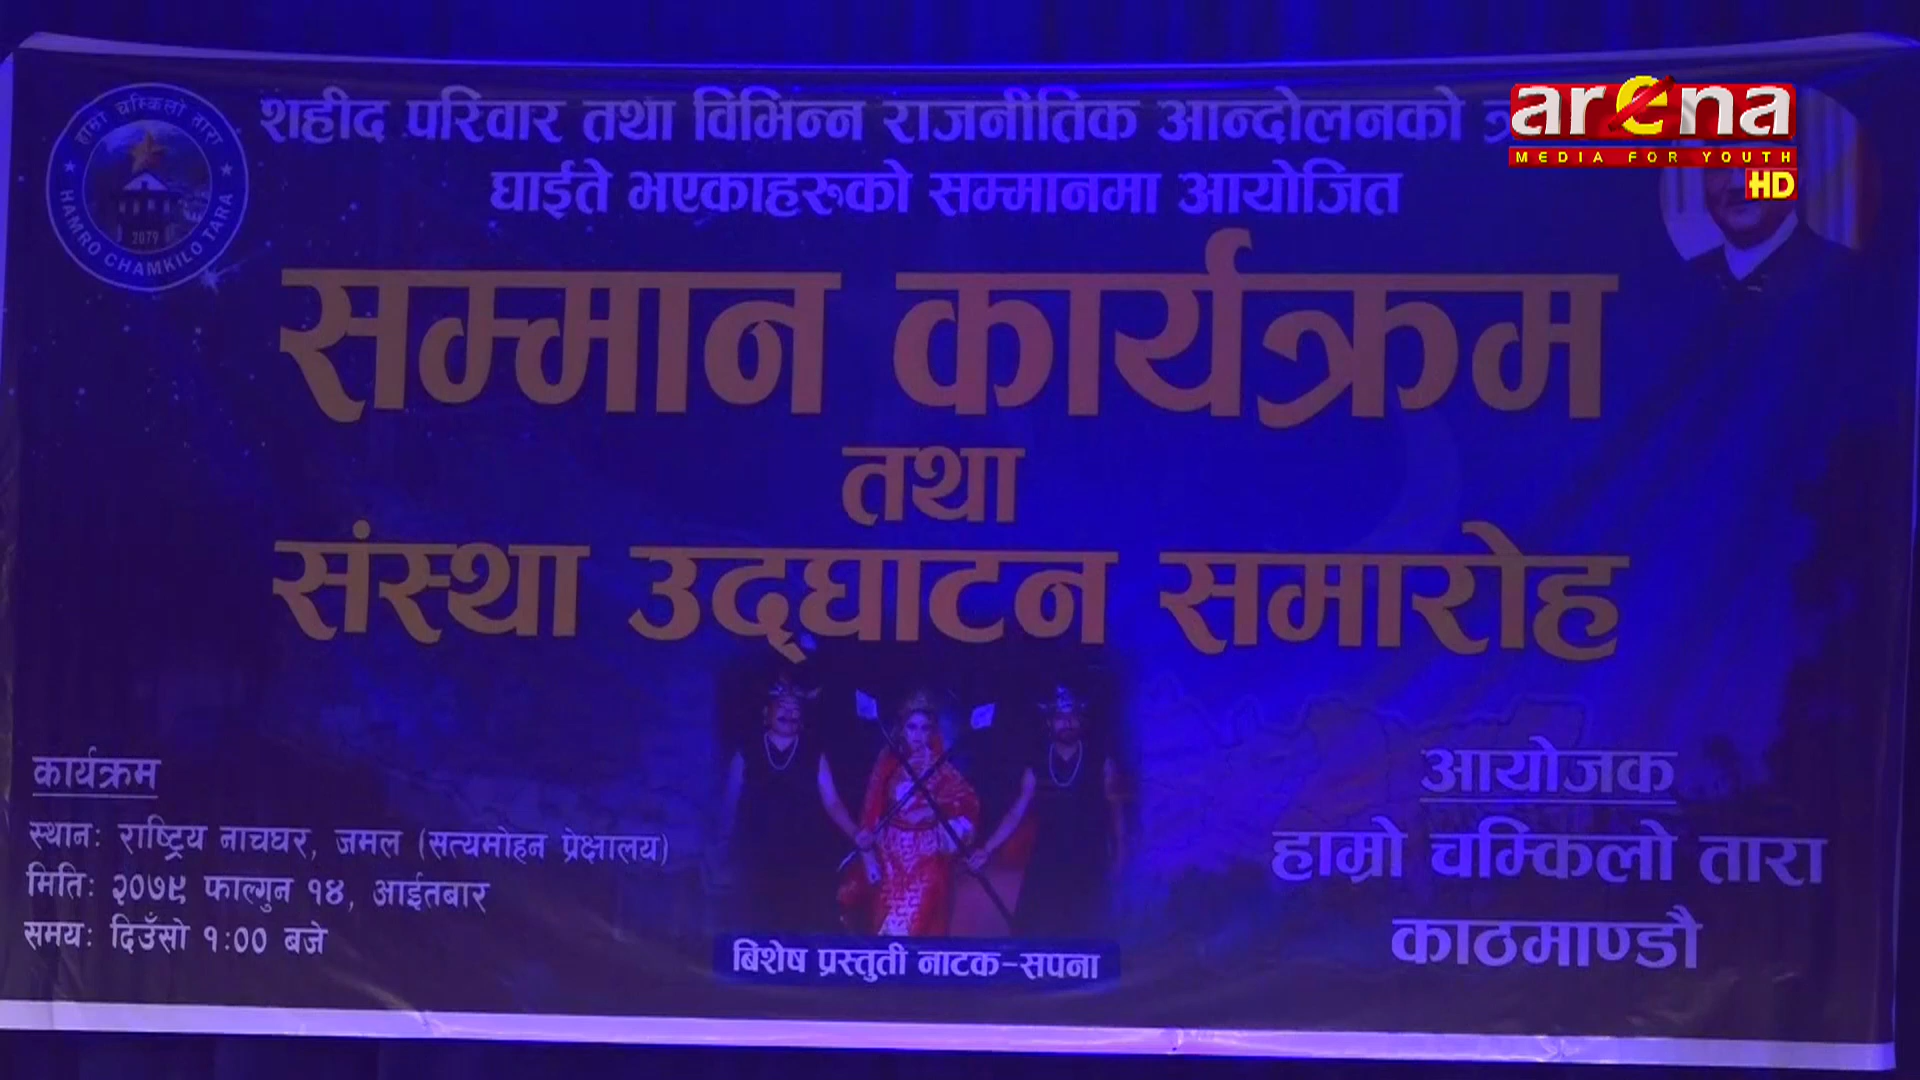 हाम्रो चम्किलो तारा
2079
HAMRO CHAMKILO TARA
शहीद परिवार तथा विभिन्न राजनीतिक आन्दोलनको
घाईते भएकाहरुको सम्मानमा आयोजित
सम्मान कार्यक्रम
तथा
संस्था उद्घाटन समारोह
arena
MEDIA FOR YOUTH
HD
कार्यक्रम
स्थान: राष्ट्रिय नाचघर, जमल (सत्यमोहन प्रेक्षालय)
मिति: २०७९ फाल्गुन १४, आईतबार
समय: दिउँसो १:०० बजे
बिशेष प्रस्तुती नाटक-सपना
आयोजक
हाम्रो चम्किलो तारा
काठमाण्डौ